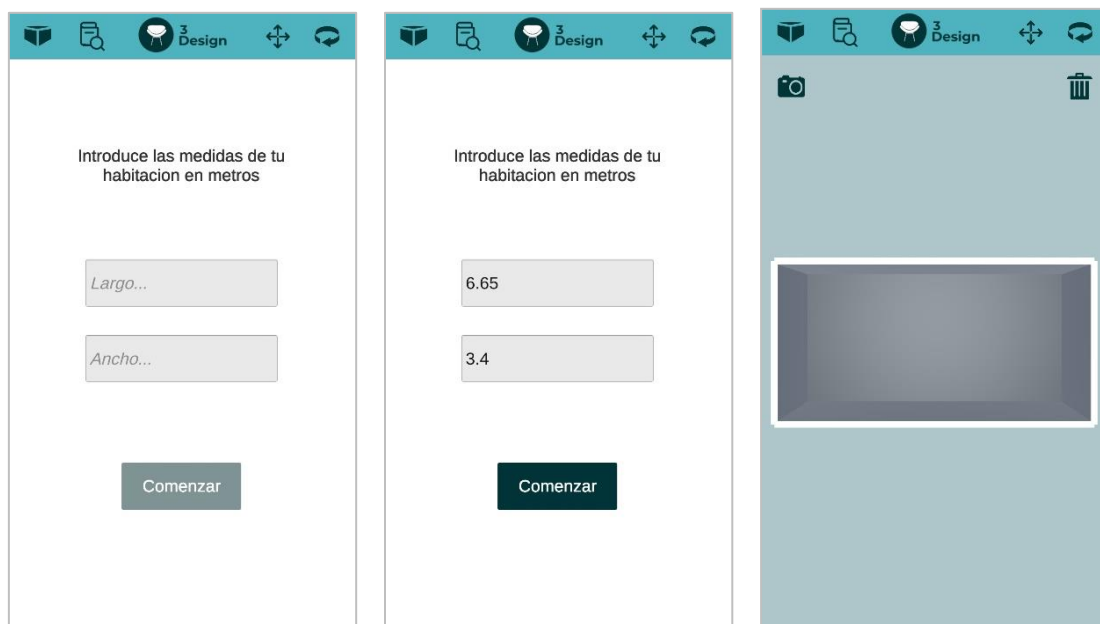 3
Design
Introduce las medidas de tu
habitacion en metros
Largo...
Ancho...
Comenzar
3
Design
Introduce las medidas de tu
habitacion en metros
6.65
3.4
Comenzar
3
Design